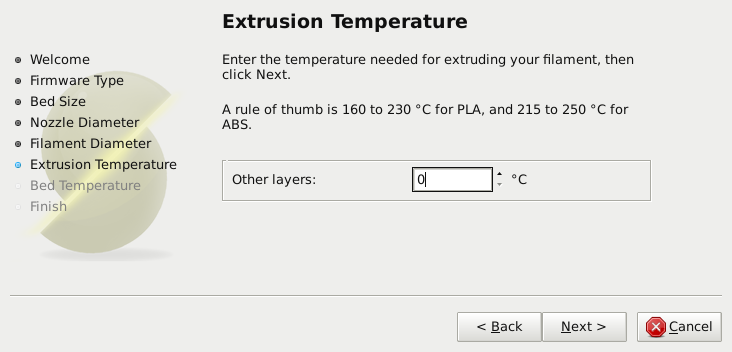 Extrusion Temperature
Welcome
Firmware Type
Bed Size
Nozzle Diameter
Filament Diameter
Extrusion Temperature
Bed Temperature
Finish
Enter the temperature needed for extruding your filament, then
click Next.
A rule of thumb is 160 to 230 °C for PLA, and 215 to 250 °C for
ABS.
Other layers: 0 °C
< Back Next > Cancel